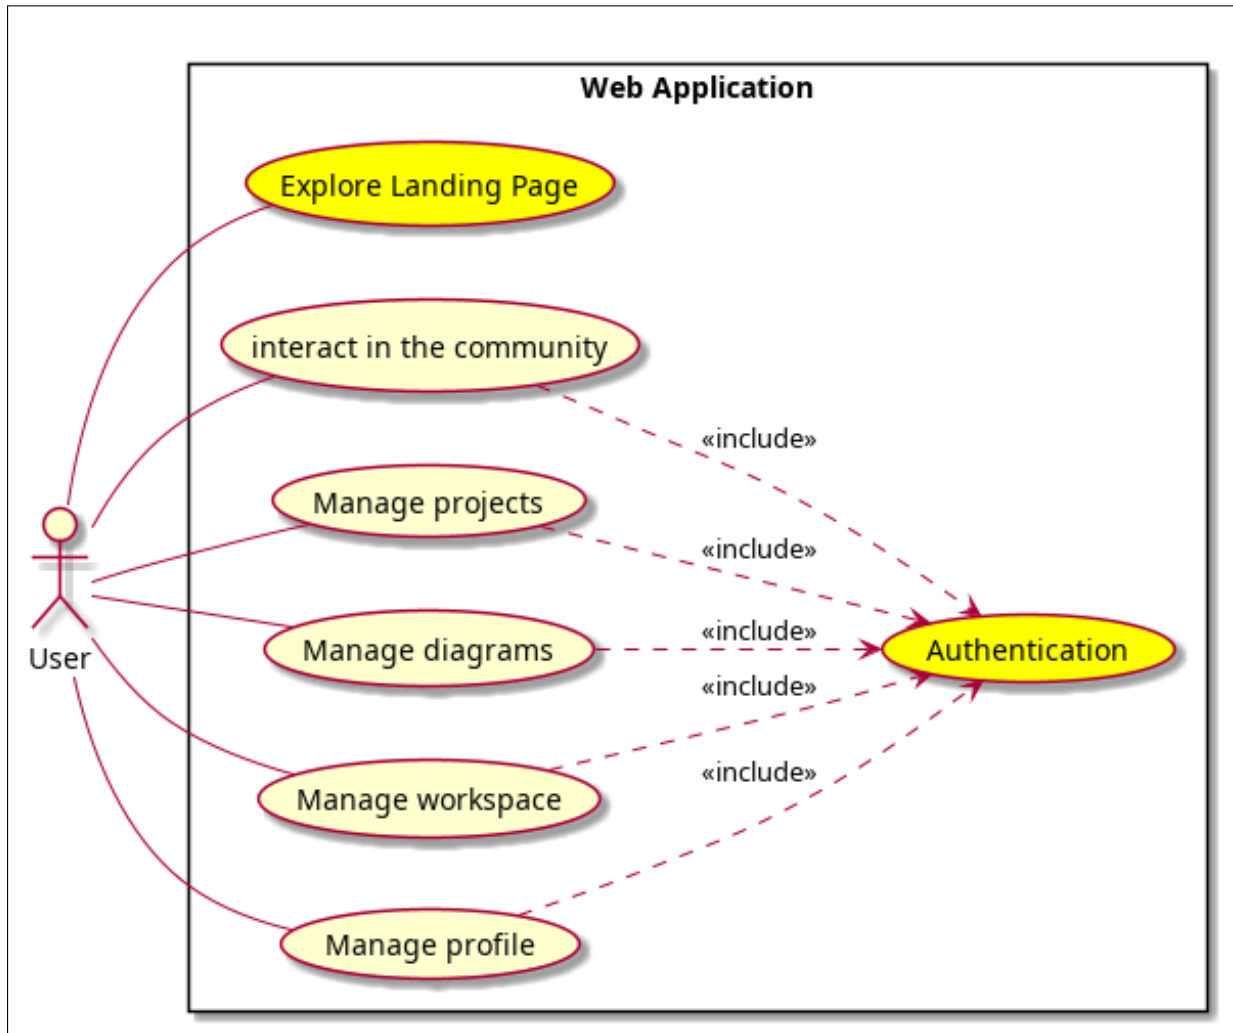 Web Application
Explore Landing Page
interact in the community
«include»
Manage projects
«include»
«include»
Manage diagrams
Authentication
User
«include»
Manage workspace
«include»
Manage profile